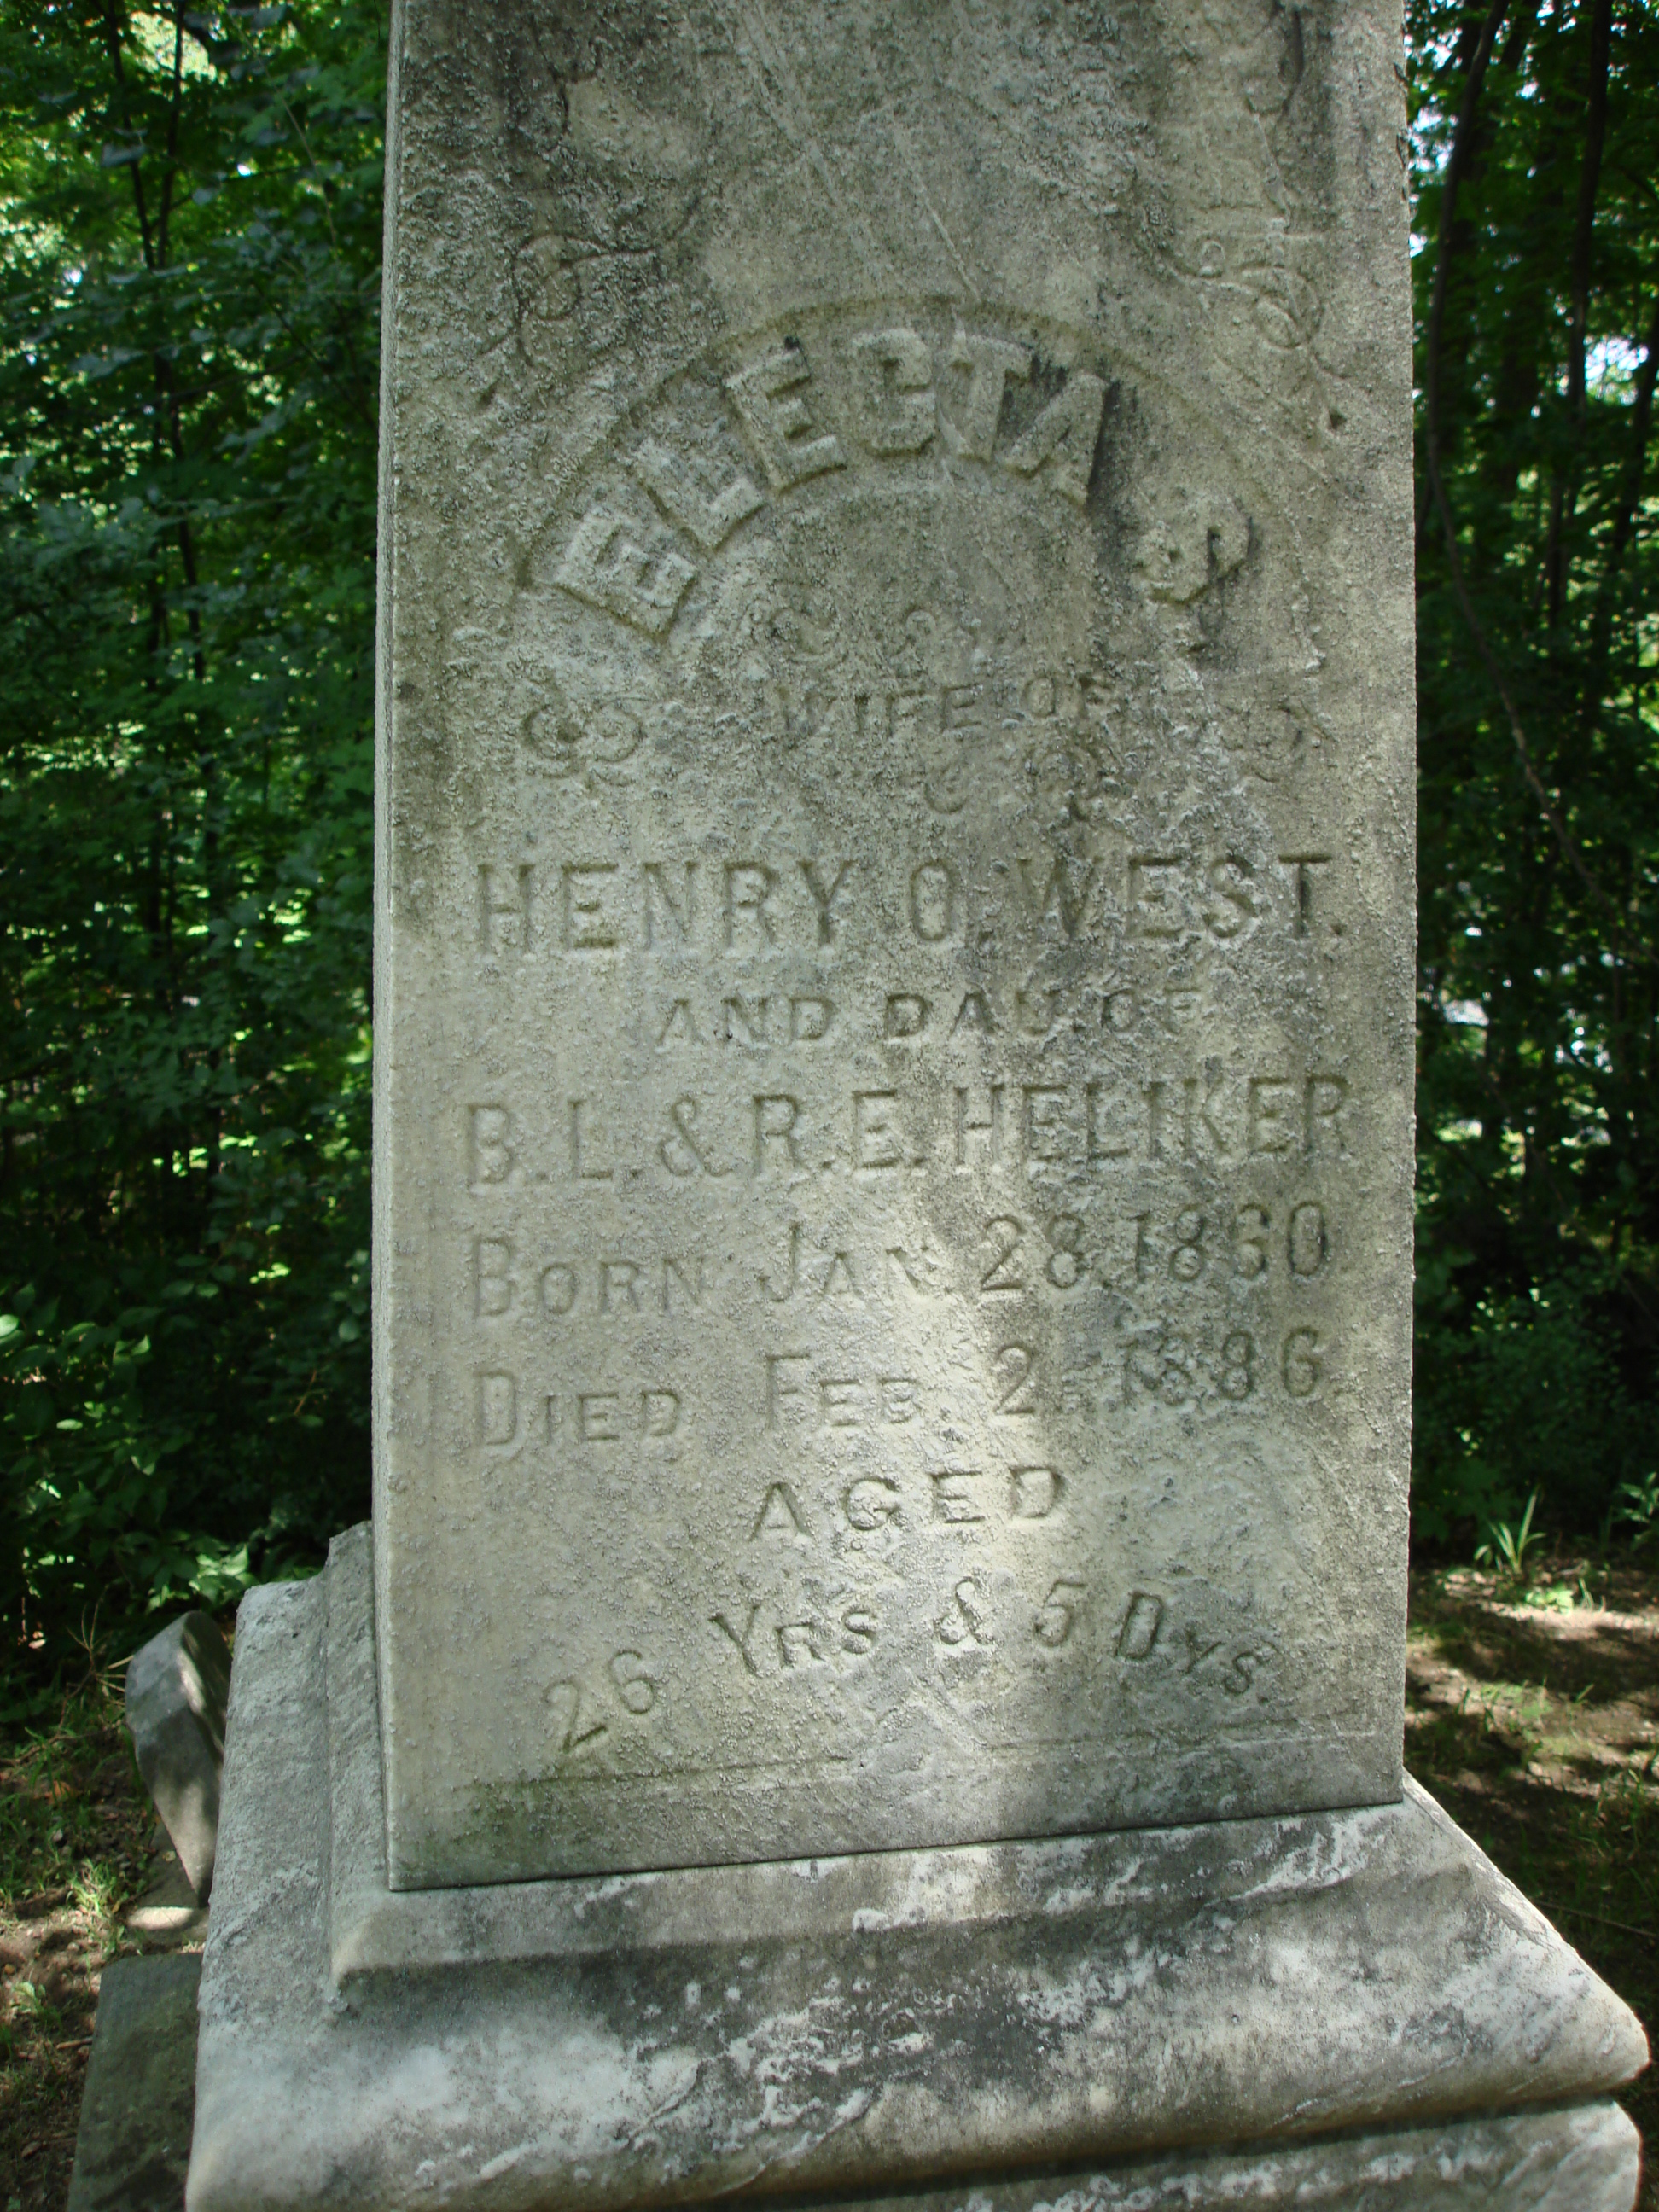 ELECTA
WIFE OF
HENRY O. WEST.
AND DAU. OF
B. L. & R. E. HELIKER
BORN JAN. 28, 1860
DIED FEB. 2, 1886
AGED
26 YRS & 5 DYS.